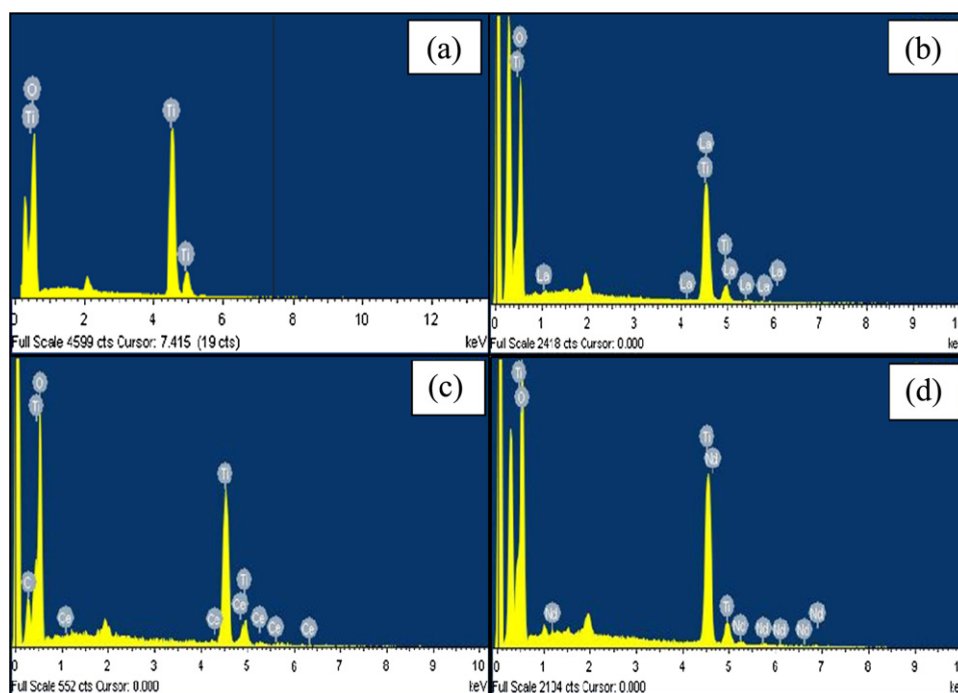 (a)
O
Ti
Ti
Ti
0 2 4 6 8 10 12
Full Scale 4599 cts Cursor: 7.415 (19 cts) keV
(b)
O
Ti
La
Ti
La
La
Ti
La
La
La
La
0 1 2 3 4 5 6 7 8 9 10
Full Scale 2418 cts Cursor: 0.000 ke
(c)
O
Ti
C
Ce
Ti
Ti
Ce
Ce
Ce
Ce
Ce
0 1 2 3 4 5 6 7 8 9 10
Full Scale 552 cts Cursor: 0.000 keV
(d)
Ti
O
Nd
Ti
Nd
Ti
Nd
Nd
Nd
Nd
Nd
0 1 2 3 4 5 6 7 8 9 10
Full Scale 2134 cts Cursor: 0.000 ke